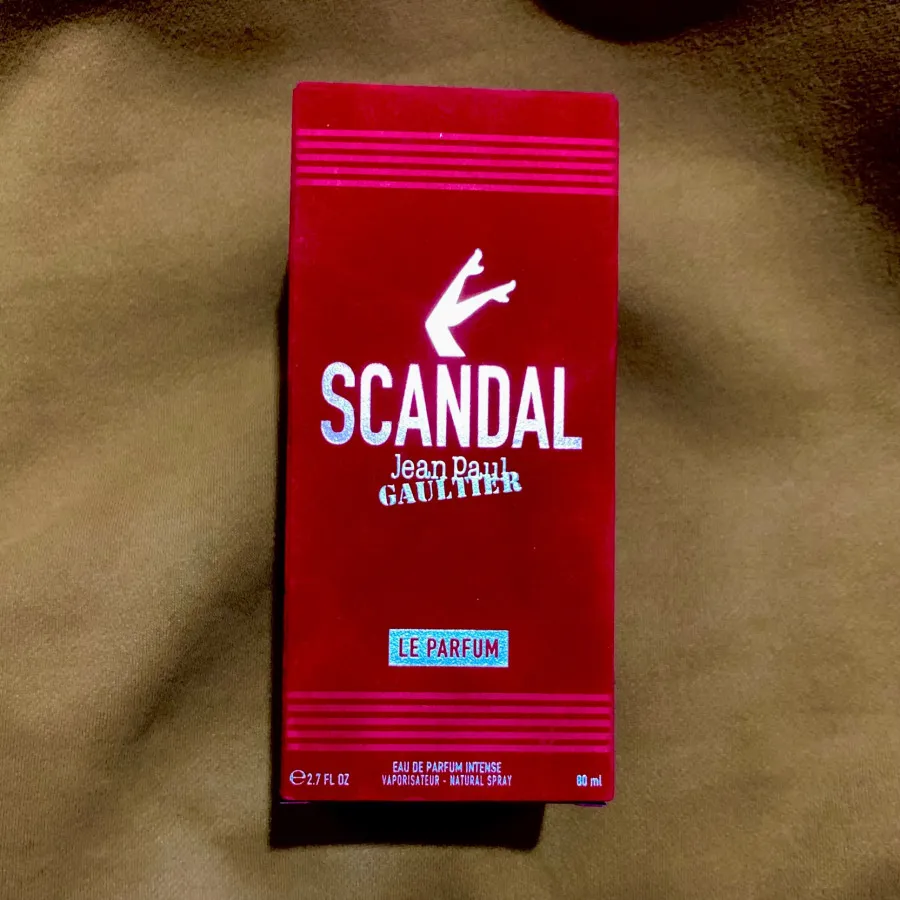 SCANDAL
Jean Paul
GAULTIER
LE PARFUM
EAU DE PARFUM INTENSE
℮2.7 FL OZ VAPORISATEUR - NATURAL SPRAY 80 ml